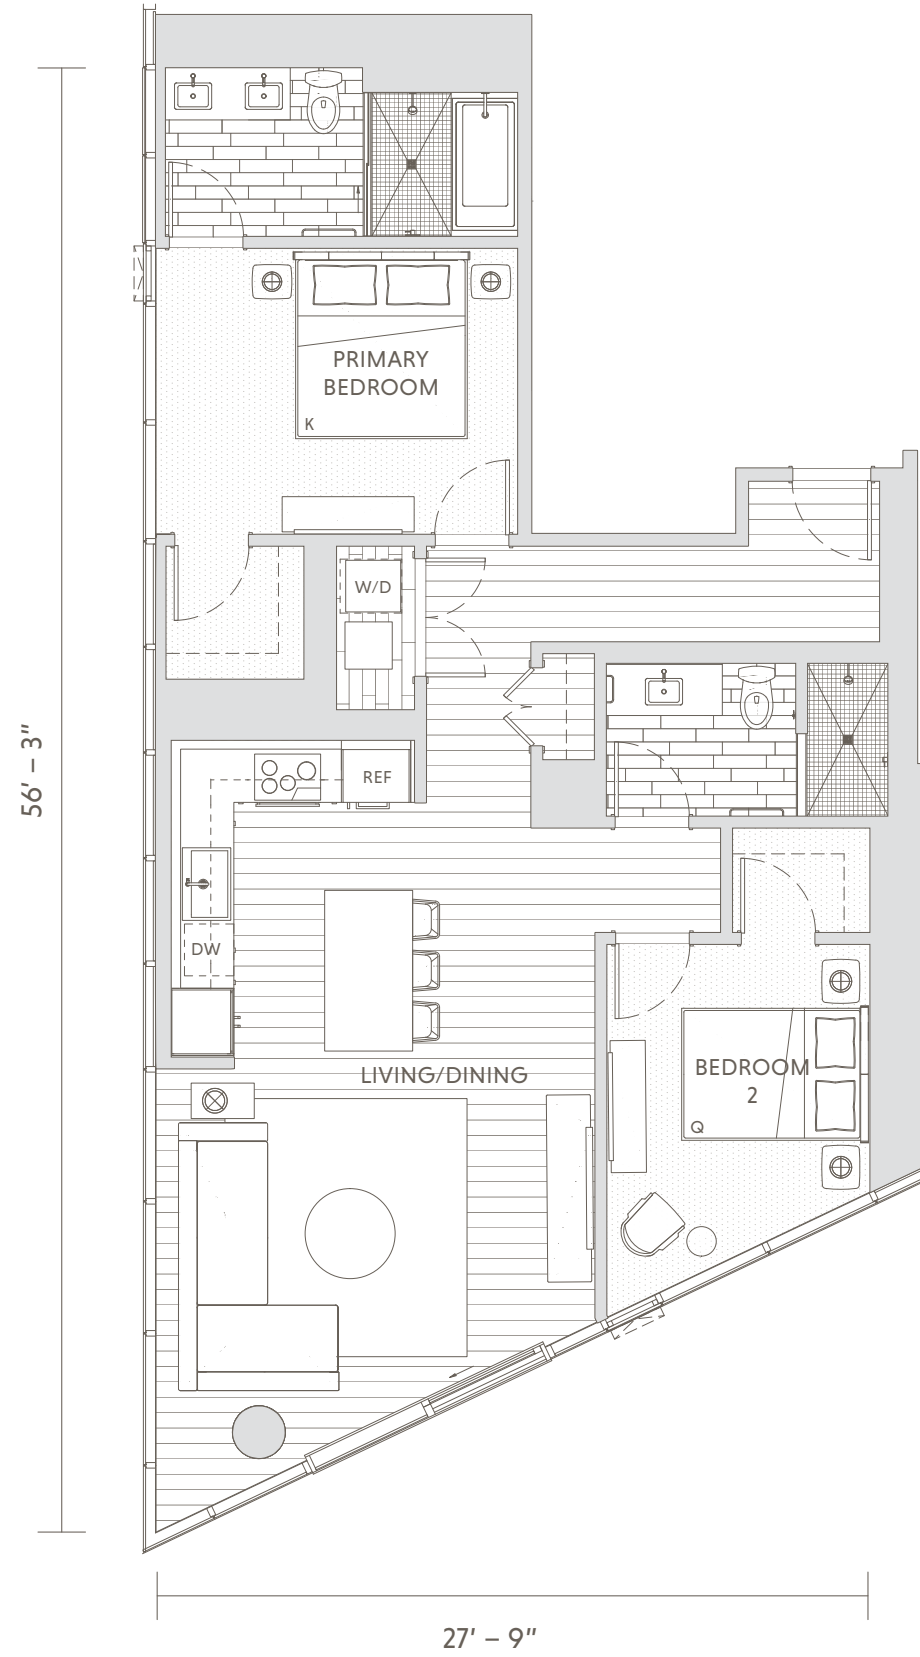 PRIMARY
BEDROOM
K
W/D
REF
56' – 3"
DW
LIVING/DINING
BEDROOM
2
Q
27' – 9"